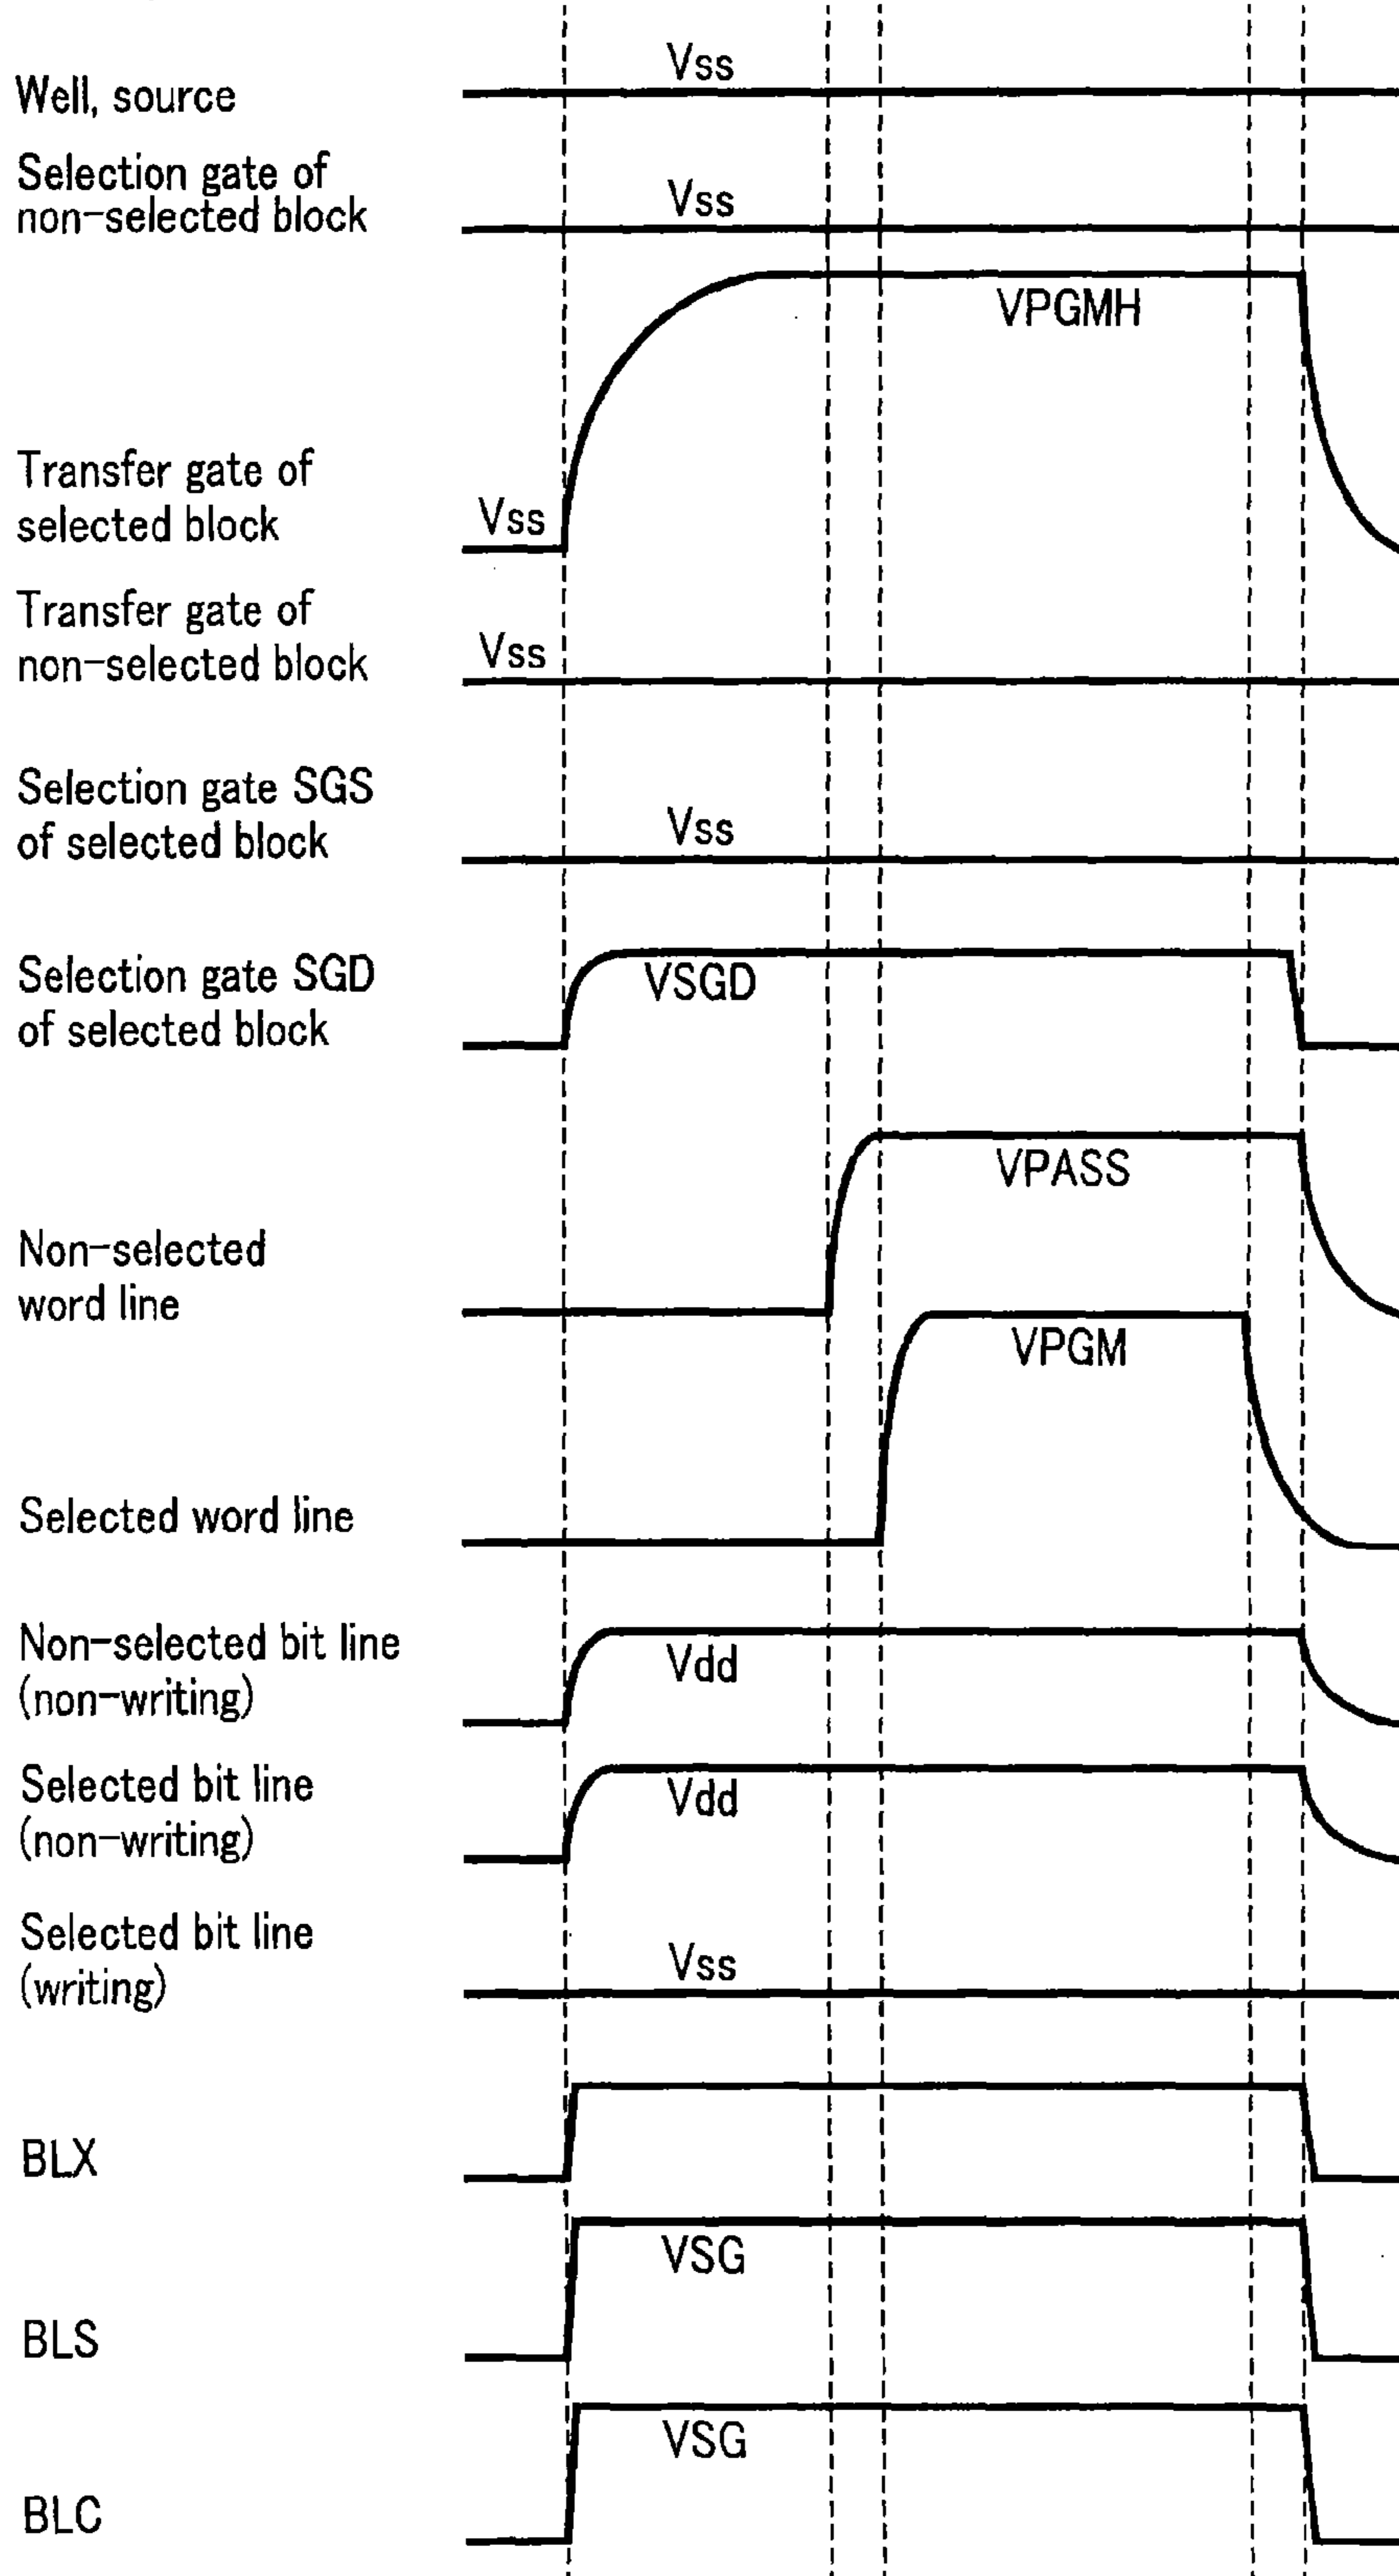 Vss
Well, source
Selection gate of
non-selected block
Vss
VPGMH
Transfer gate of
selected block
Vss
Transfer gate of
non-selected block
Vss
Selection gate SGS
of selected block
Vss
Selection gate SGD
of selected block
VSGD
VPASS
Non-selected
word line
VPGM
Selected word line
Non-selected bit line
(non-writing)
Vdd
Selected bit line
(non-writing)
Vdd
Selected bit line
(writing)
Vss
BLX
VSG
BLS
VSG
BLC